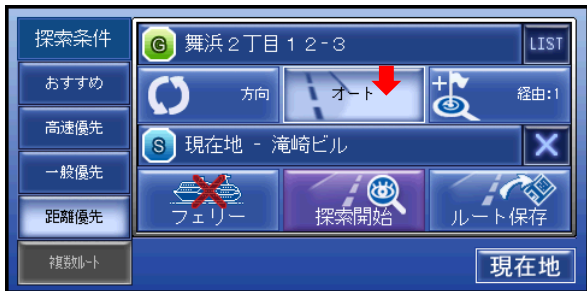 探索条件
おすすめ
高速優先
一般優先
距離優先
複数ルート
G 舞浜2丁目12-3 LIST
方向 オート 経由:1
S 現在地 - 滝崎ビル
フェリー 探索開始 ルート保存
現在地